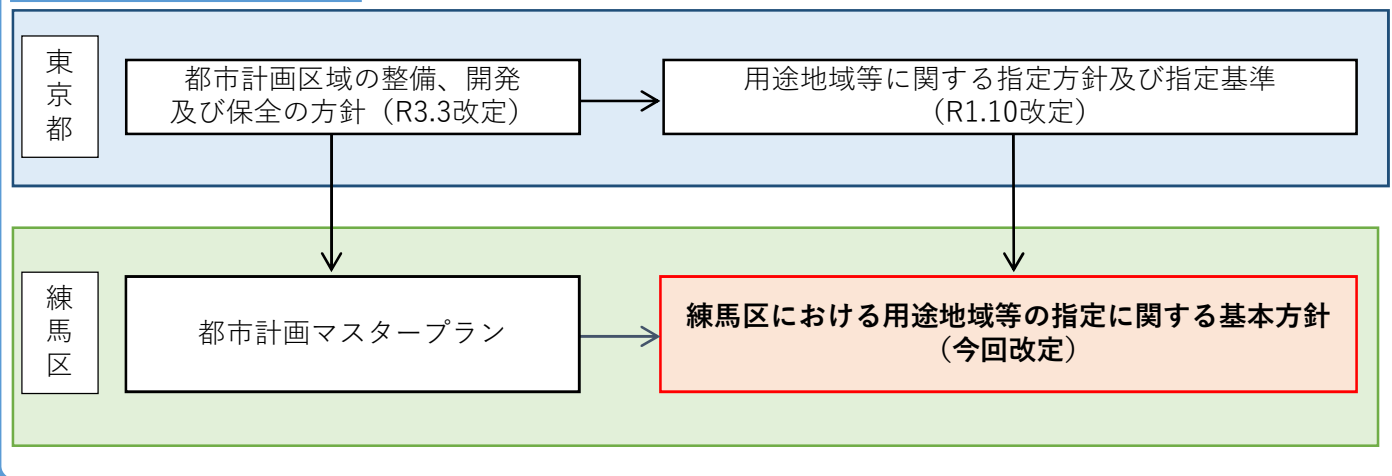 東京都
都市計画区域の整備、開発
及び保全の方針（R3.3改定）
用途地域等に関する指定方針及び指定基準
（R1.10改定）
練馬区
都市計画マスタープラン
練馬区における用途地域等の指定に関する基本方針
（今回改定）